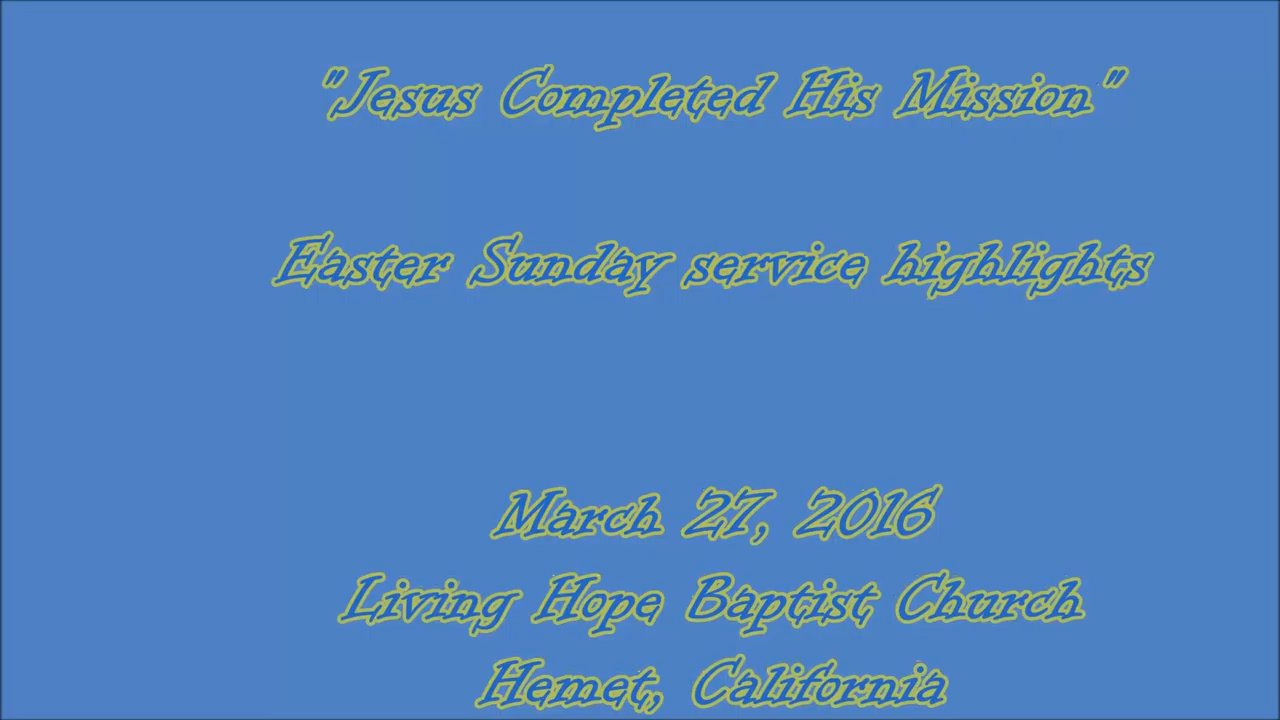 "Jesus Completed His Mission"
Easter Sunday service highlights
March 27, 2016
Living Hope Baptist Church
Hemet, California